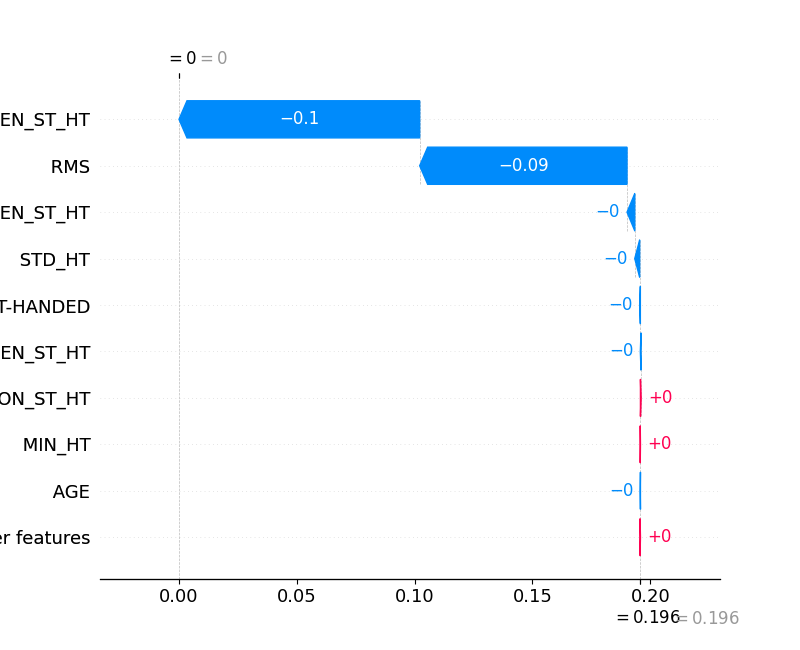 = 0 = 0
EN_ST_HT −0.1
RMS −0.09
EN_ST_HT −0
STD_HT −0
T-HANDED −0
EN_ST_HT −0
ON_ST_HT +0
MIN_HT +0
AGE −0
er features +0
0.00 0.05 0.10 0.15 0.20
= 0.196 = 0.196